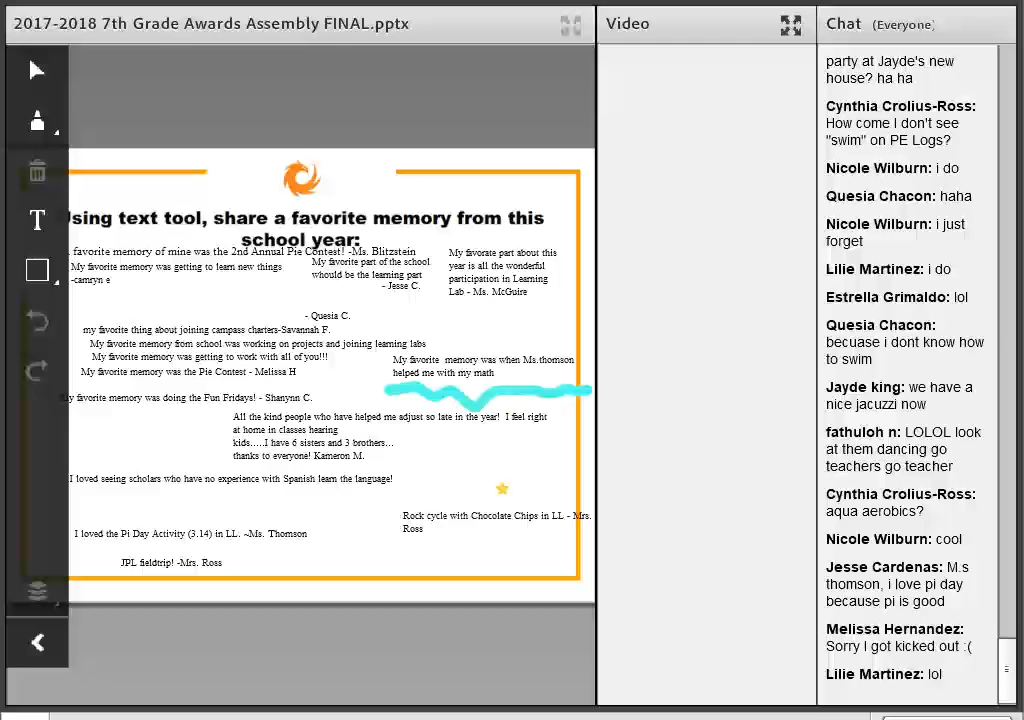 2017-2018 7th Grade Awards Assembly FINAL.pptx
Video
Chat (Everyone)
T
sing text tool, share a favorite memory from this
school year:
favorite memory of mine was the 2nd Annual Pie Contest! -Ms. Blitzstein
My favorite memory was getting to learn new things
-camryn e
My favorite part of the school
whould be the learning part
- Jesse C.
My favorate part about this
year is all the wonderful
participation in Learning
Lab - Ms. McGuire
- Quesia C.
my favorite thing about joining campass charters-Savannah F.
My favorite memory from school was working on projects and joining learning labs
My favorite memory was getting to work with all of you!!!
My favorite memory was the Pie Contest - Melissa H
My favorite memory was when Ms.thomson
helped me with my math
My favorite memory was doing the Fun Fridays! - Shanynn C.
All the kind people who have helped me adjust so late in the year! I feel right
at home in classes hearing
kids.....I have 6 sisters and 3 brothers...
thanks to everyone! Kameron M.
I loved seeing scholars who have no experience with Spanish learn the language!
Rock cycle with Chocolate Chips in LL - Mrs.
Ross
I loved the Pi Day Activity (3.14) in LL. ~Ms. Thomson
JPL fieldtrip! -Mrs. Ross
party at Jayde's new
house? ha ha
Cynthia Crolius-Ross:
How come I don't see
"swim" on PE Logs?
Nicole Wilburn: i do
Quesia Chacon: haha
Nicole Wilburn: i just
forget
Lilie Martinez: i do
Estrella Grimaldo: lol
Quesia Chacon:
becuase i dont know how
to swim
Jayde king: we have a
nice jacuzzi now
fathuloh n: LOLOL look
at them dancing go
teachers go teacher
Cynthia Crolius-Ross:
aqua aerobics?
Nicole Wilburn: cool
Jesse Cardenas: M.s
thomson, i love pi day
because pi is good
Melissa Hernandez:
Sorry I got kicked out :(
Lilie Martinez: lol